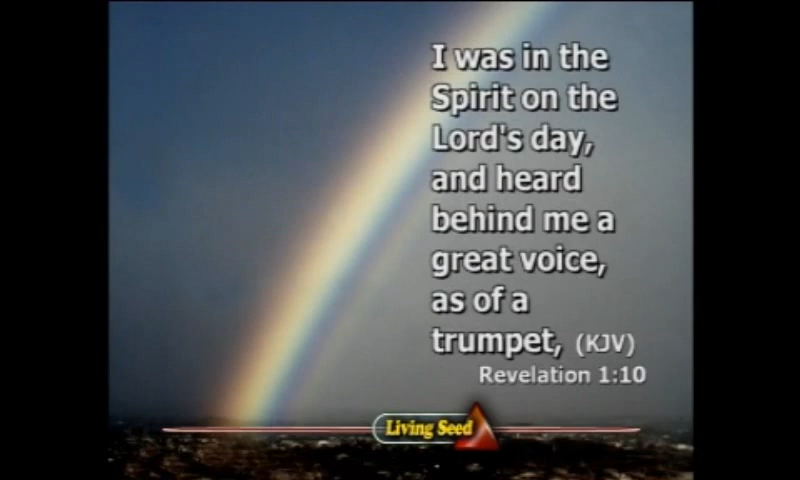 I was in the
Spirit on the
Lord's day,
and heard
behind me a
great voice,
as of a
trumpet, (KJV)
Revelation 1:10
Living Seed